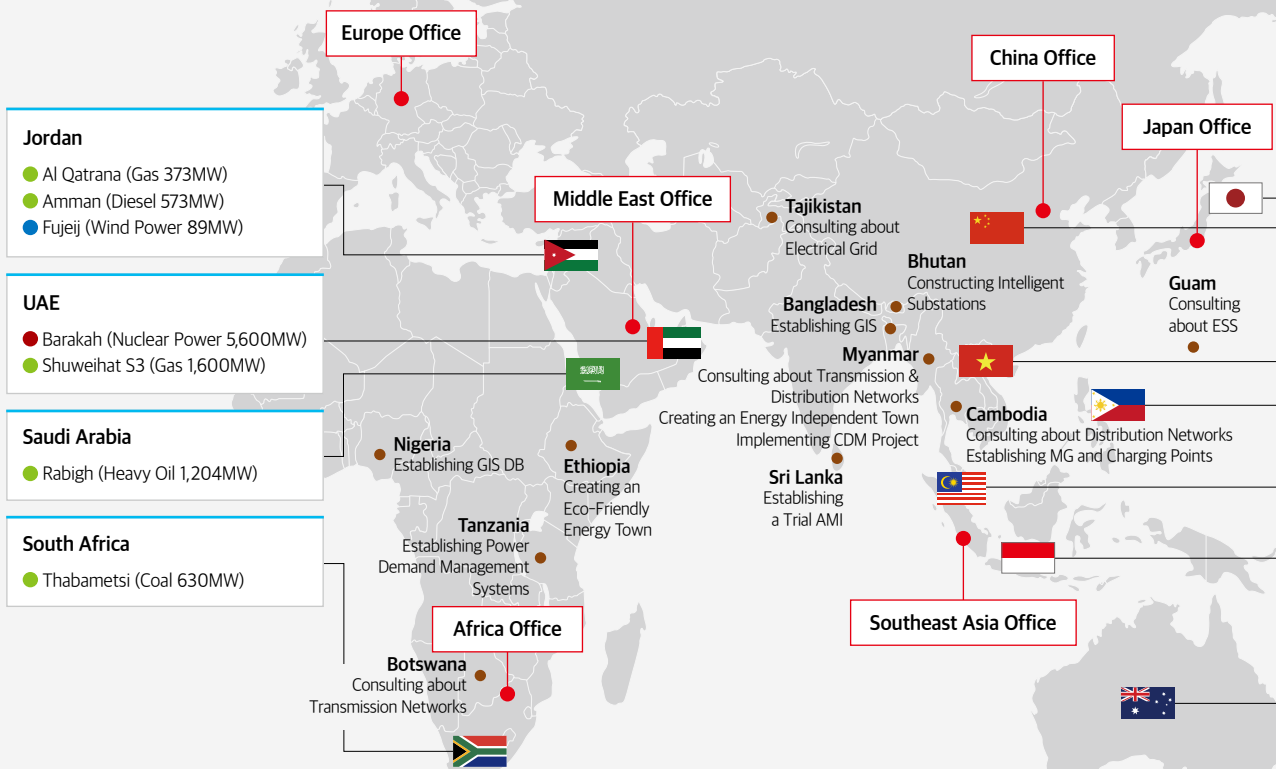 Europe Office
China Office
Japan Office
Middle East Office
Jordan
Al Qatrana (Gas 373MW)
Amman (Diesel 573MW)
Fujeij (Wind Power 89MW)
UAE
Barakah (Nuclear Power 5,600MW)
Shuweihat S3 (Gas 1,600MW)
Saudi Arabia
Rabigh (Heavy Oil 1,204MW)
South Africa
Thabametsi (Coal 630MW)
Tajikistan
Consulting about
Electrical Grid
Bhutan
Constructing Intelligent
Substations
Bangladesh
Establishing GIS
Guam
Consulting
about ESS
Myanmar
Consulting about Transmission &
Distribution Networks
Creating an Energy Independent Town
Implementing CDM Project
Cambodia
Consulting about Distribution Networks
Establishing MG and Charging Points
Sri Lanka
Establishing
a Trial AMI
Nigeria
Establishing GIS DB
Ethiopia
Creating an
Eco-Friendly
Energy Town
Tanzania
Establishing Power
Demand Management
Systems
Africa Office
Southeast Asia Office
Botswana
Consulting about
Transmission Networks